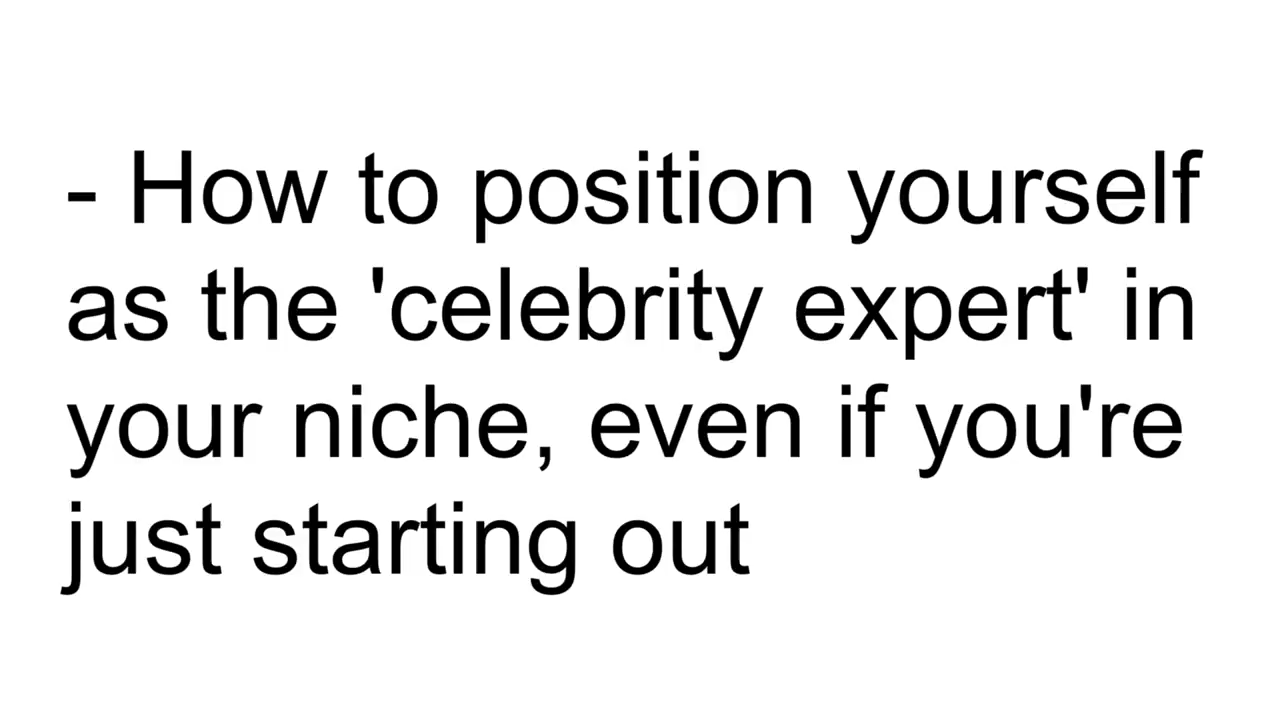 - How to position yourself
as the 'celebrity expert' in
your niche, even if you're
just starting out